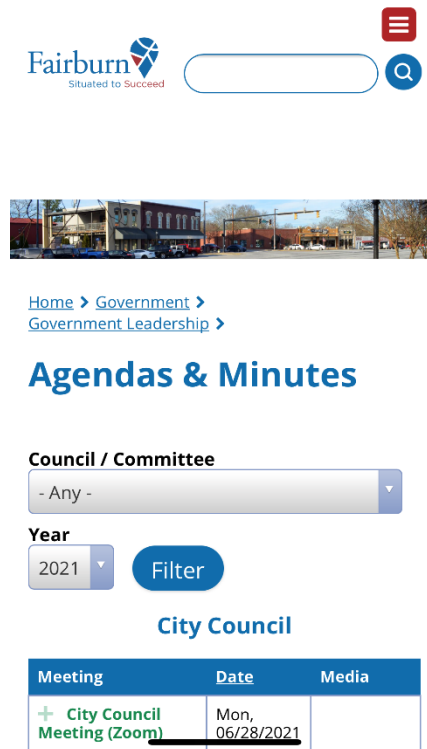 Fairburn
Situated to Succeed
Home
Government
Government Leadership
Agendas & Minutes
Council / Committee
- Any -
Year
2021
Filter
City Council
Meeting Date Media
City Council Mon,
Meeting (Zoom) 06/28/2021